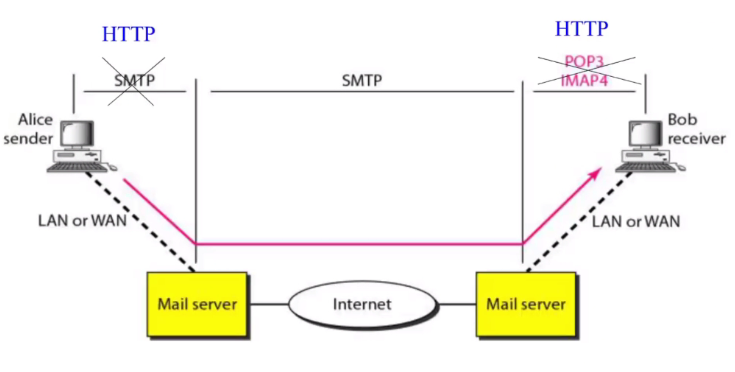 HTTP
HTTP
SMTP
SMTP
POP3
IMAP4
Alice
sender
Bob
receiver
LAN or WAN
LAN or WAN
Mail server
Internet
Mail server